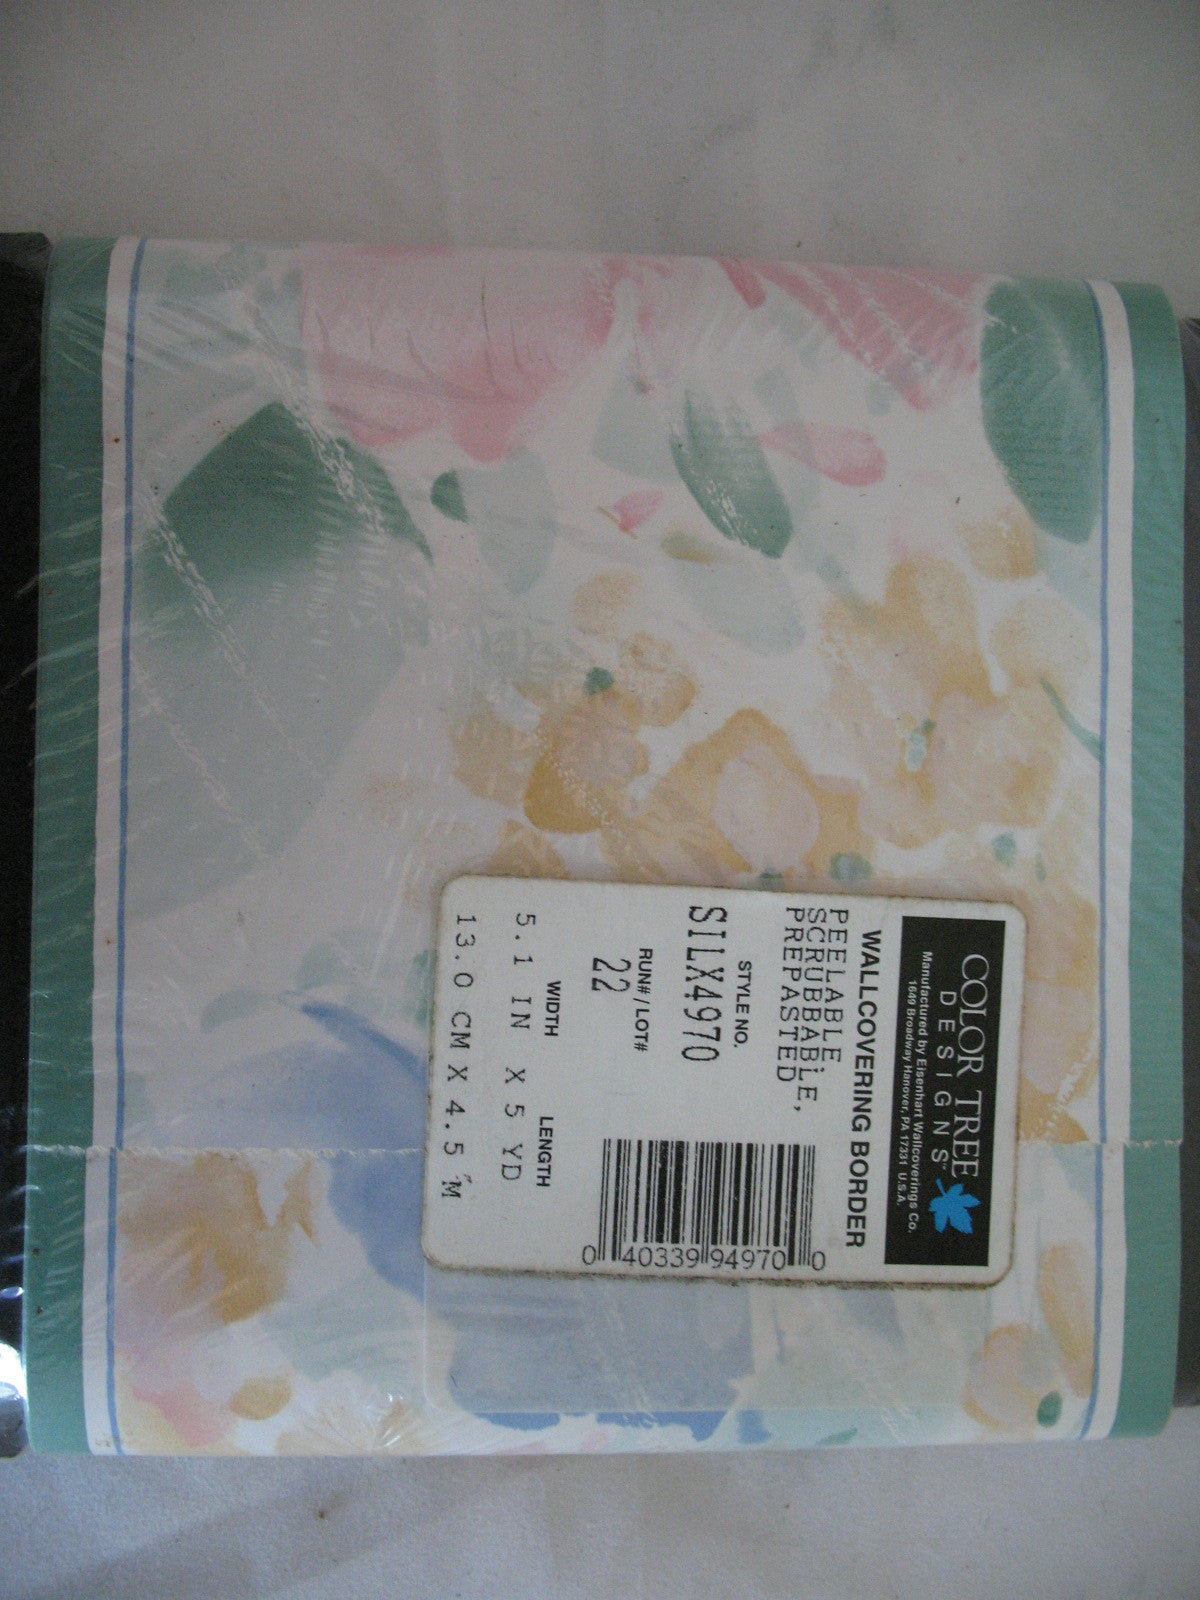 COLOR TREE
DESIGNS™
Manufactured by Eisenhart Wallcoverings Co.
1649 Broadway Hanover, PA 17331 U.S.A.
WALLCOVERING BORDER
PEELABLE
SCRUBBABLE,
PREPASTED
STYLE NO.
SILX4970
RUN# / LOT#
22
WIDTH LENGTH
5.1 IN X 5 YD
13.0 CM X 4.5 M
0 40339 94970 0